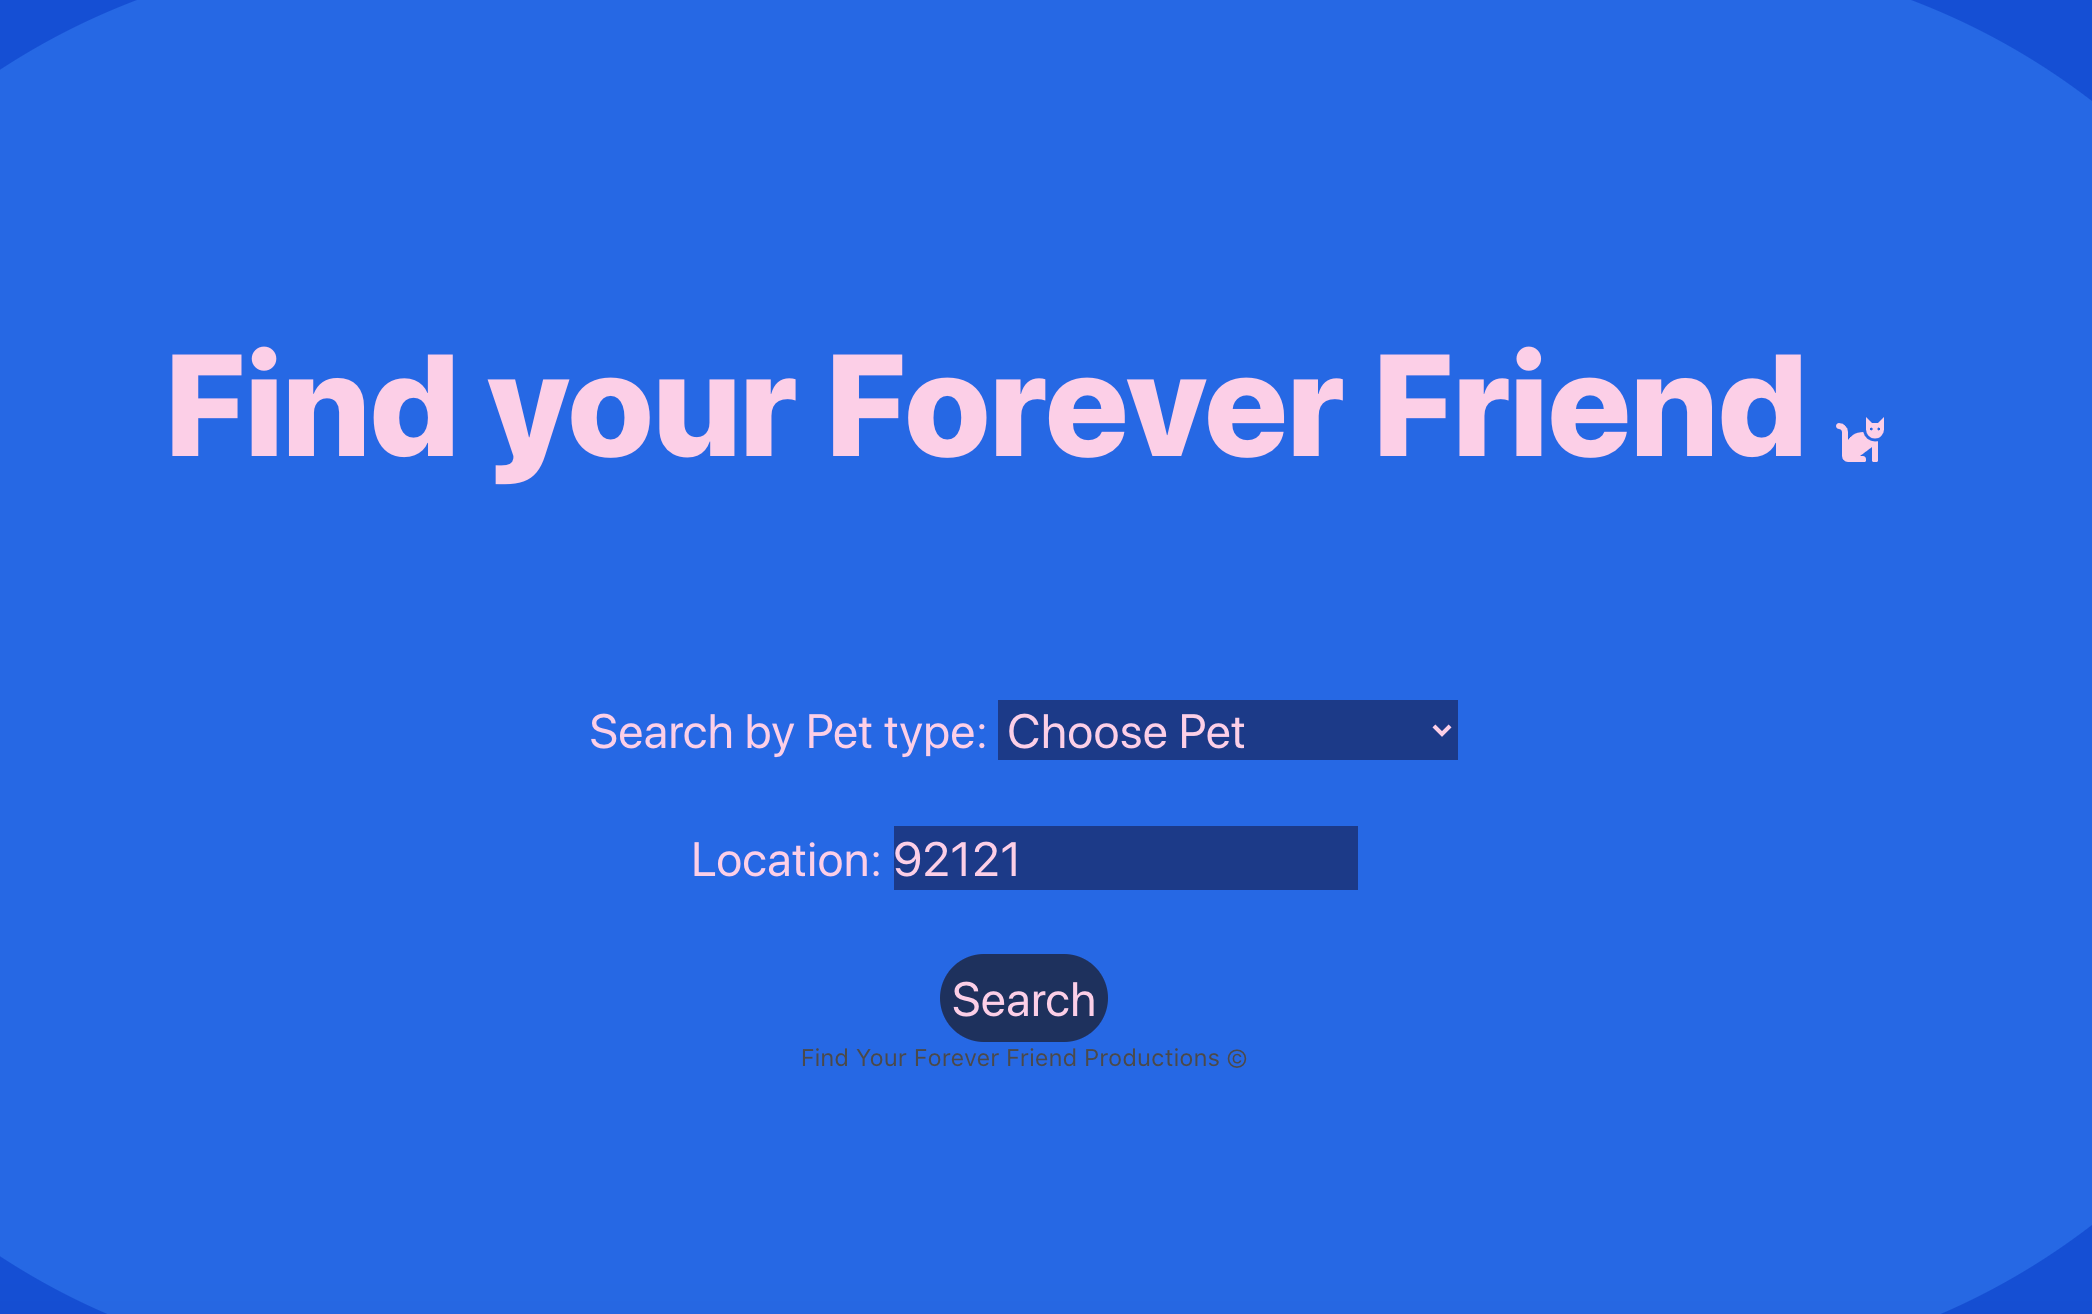 Find your Forever Friend
Search by Pet type: Choose Pet
Location: 92121
Search
Find Your Forever Friend Productions ©